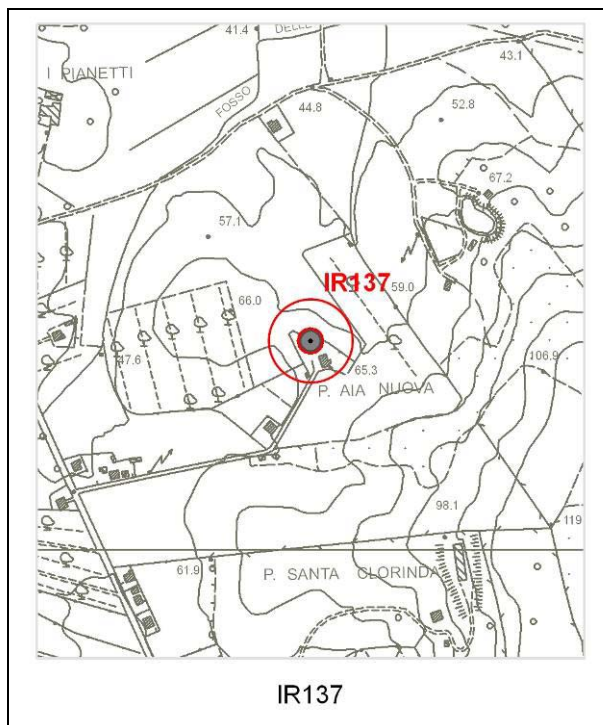 41.4
DELLE
43.1
I PIANETTI
FOSSO
44.8
52.8
67.2
57.1
IR137
59.0
66.0
47.6
65.3
106.9
P. AIA NUOVA
98.1
119
61.9
P. SANTA CLORINDA
IR137